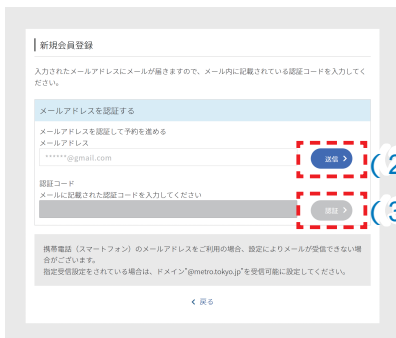 新規会員登録
入力されたメールアドレスにメールが届きますので、メール内に記載されている認証コードを入力してく
ださい。
メールアドレスを認証する
メールアドレスを認証して予約を進める
メールアドレス
******@gmail.com
送信
(2
認証コード
メールに記載された認証コードを入力してください
認証
(3
携帯電話（スマートフォン）のメールアドレスをご利用の場合、設定によりメールが受信できない場
合がございます。
指定受信設定をされている場合は、ドメイン"@metro.tokyo.jp"を受信可能に設定してください。
戻る